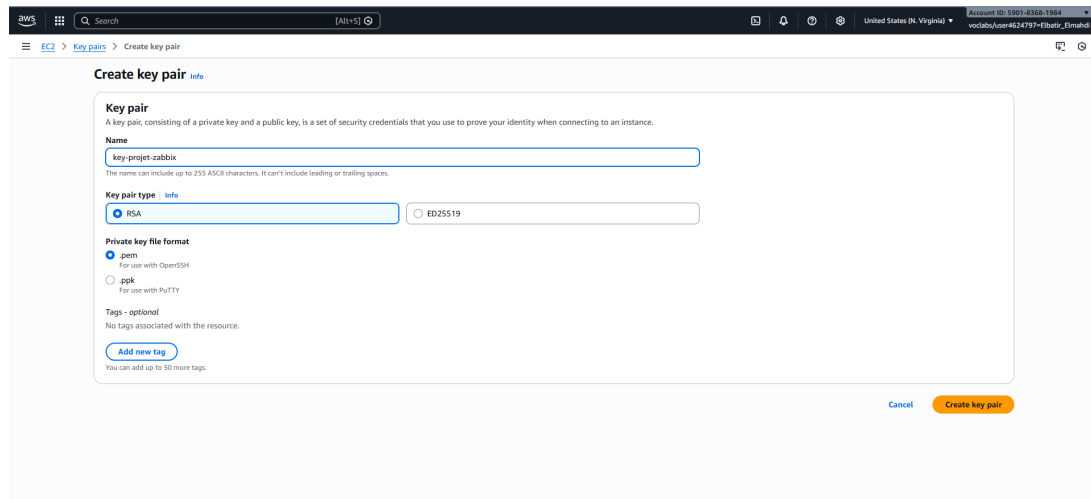 aws Search [Alt+S] United States (N. Virginia) Account ID: 5901-8368-1984
voclabs/user4624797=Elbatir_Elmahdi
EC2 > Key pairs > Create key pair
Create key pair Info
Key pair
A key pair, consisting of a private key and a public key, is a set of security credentials that you use to prove your identity when connecting to an instance.
Name
key-projet-zabbix
The name can include up to 255 ASCII characters. It can't include leading or trailing spaces.
Key pair type Info
RSA ED25519
Private key file format
.pem
For use with OpenSSH
.ppk
For use with PuTTY
Tags - optional
No tags associated with the resource.
Add new tag
You can add up to 50 more tags.
Cancel Create key pair